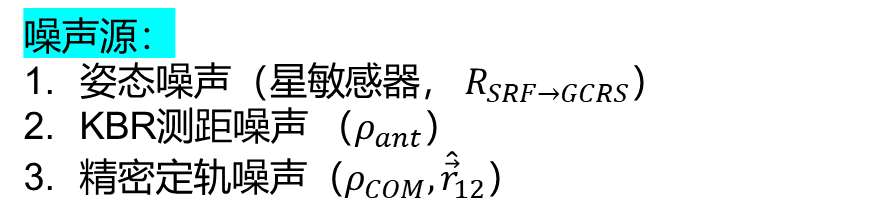 噪声源：
1. 姿态噪声（星敏感器， $R_{SRF \to GCRS}$）
2. KBR测距噪声 （$\rho_{ant}$）
3. 精密定轨噪声（$\rho_{COM}, \hat{\vec{r}}_{12}$）